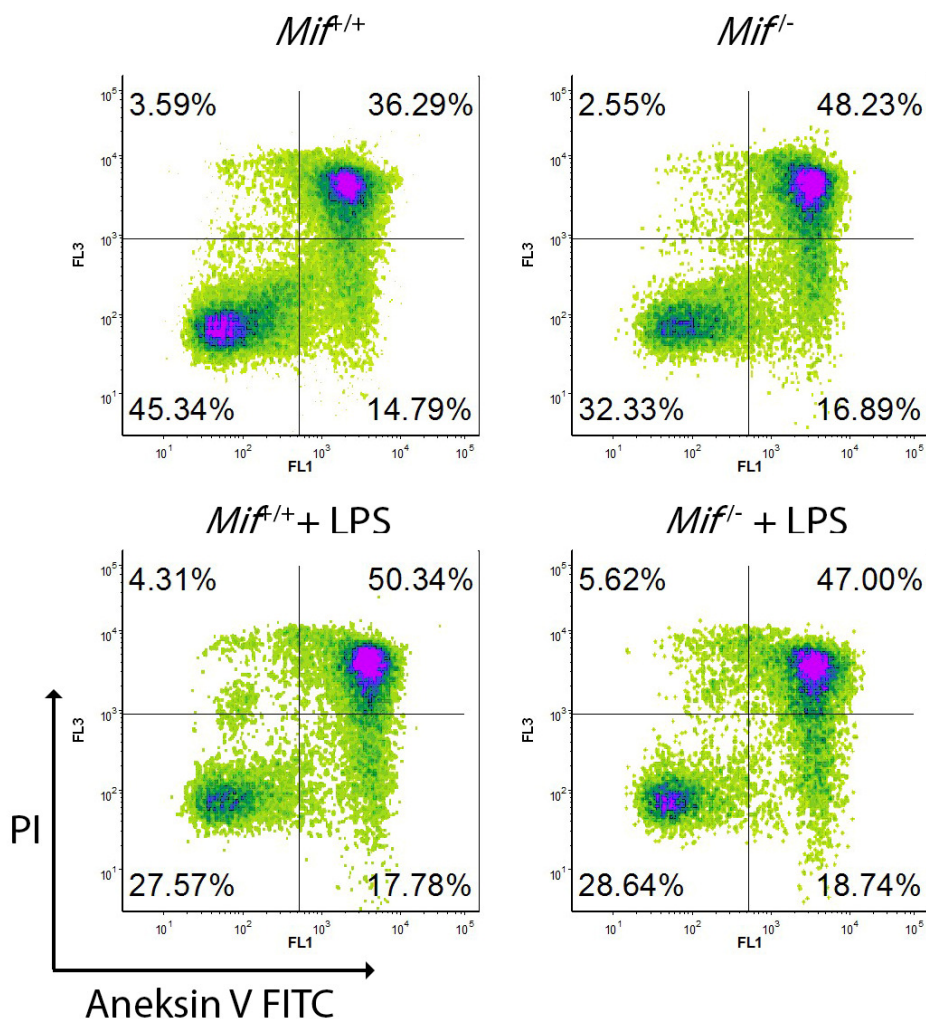 Mif+/+
Mif/-
3.59% 36.29%
45.34% 14.79%
10⁵
10⁴
10³
10²
10¹
FL3
10¹ 10² 10³ 10⁴ 10⁵
FL1
2.55% 48.23%
32.33% 16.89%
10⁵
10⁴
10³
10²
10¹
FL3
10¹ 10² 10³ 10⁴ 10⁵
FL1
Mif+/+ + LPS
Mif/- + LPS
4.31% 50.34%
27.57% 17.78%
10⁵
10⁴
10³
10²
10¹
FL3
10¹ 10² 10³ 10⁴ 10⁵
FL1
5.62% 47.00%
28.64% 18.74%
10⁵
10⁴
10³
10²
10¹
FL3
10¹ 10² 10³ 10⁴ 10⁵
FL1
PI
Aneksin V FITC